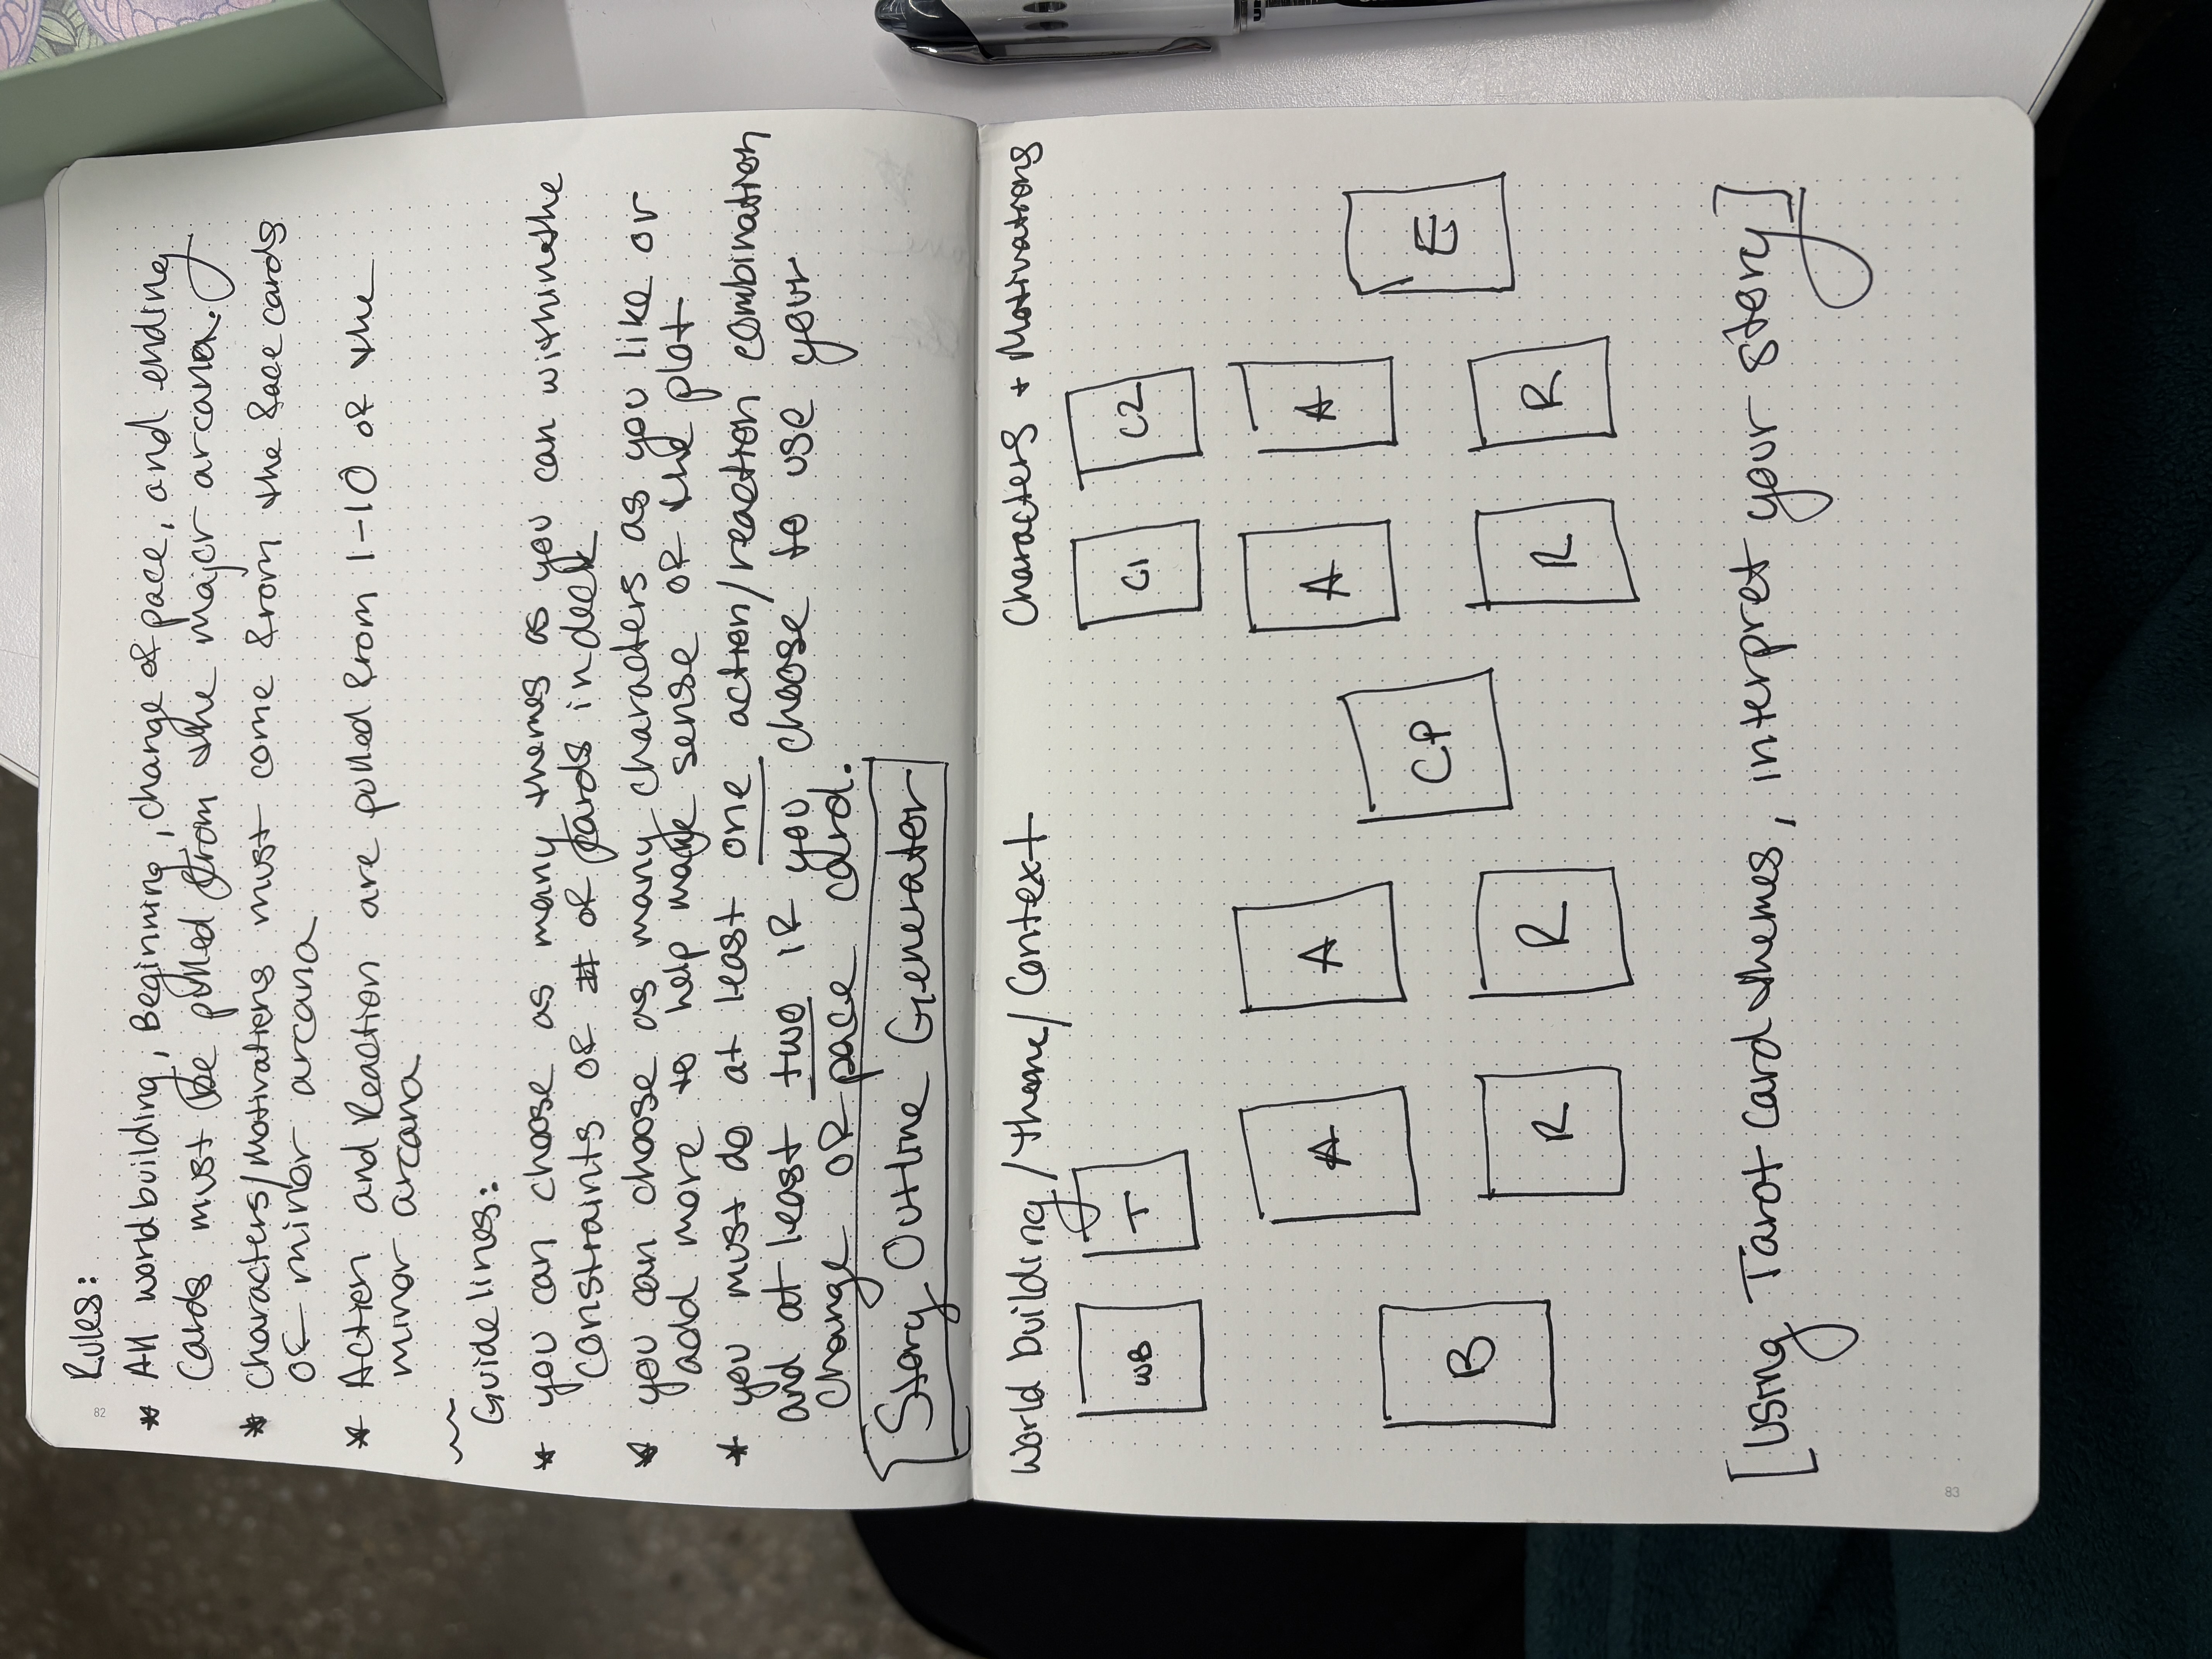 82
Rules:
* All worldbuilding, Beginning, change of pace, and ending
cards must be pulled from the major arcana.
* Characters/Motivations must come from the face cards
of minor arcana
* Action and Reaction are pulled from 1-10 of the
minor arcana
Guidelines:
* you can choose as many themes as you can within the
constraints of # of cards in deck
* you can choose as many characters as you like or
add more to help make sense of the plot
* you must do at least one action/reaction combination
and at least two if you choose to use your
change of pace card.
Story Outline Generator
World building/Theme/Context
Characters + Motivations
WB T C1 C2
A A A A
B CP E
R R R R
[Using Tarot card themes, interpret your story]
83